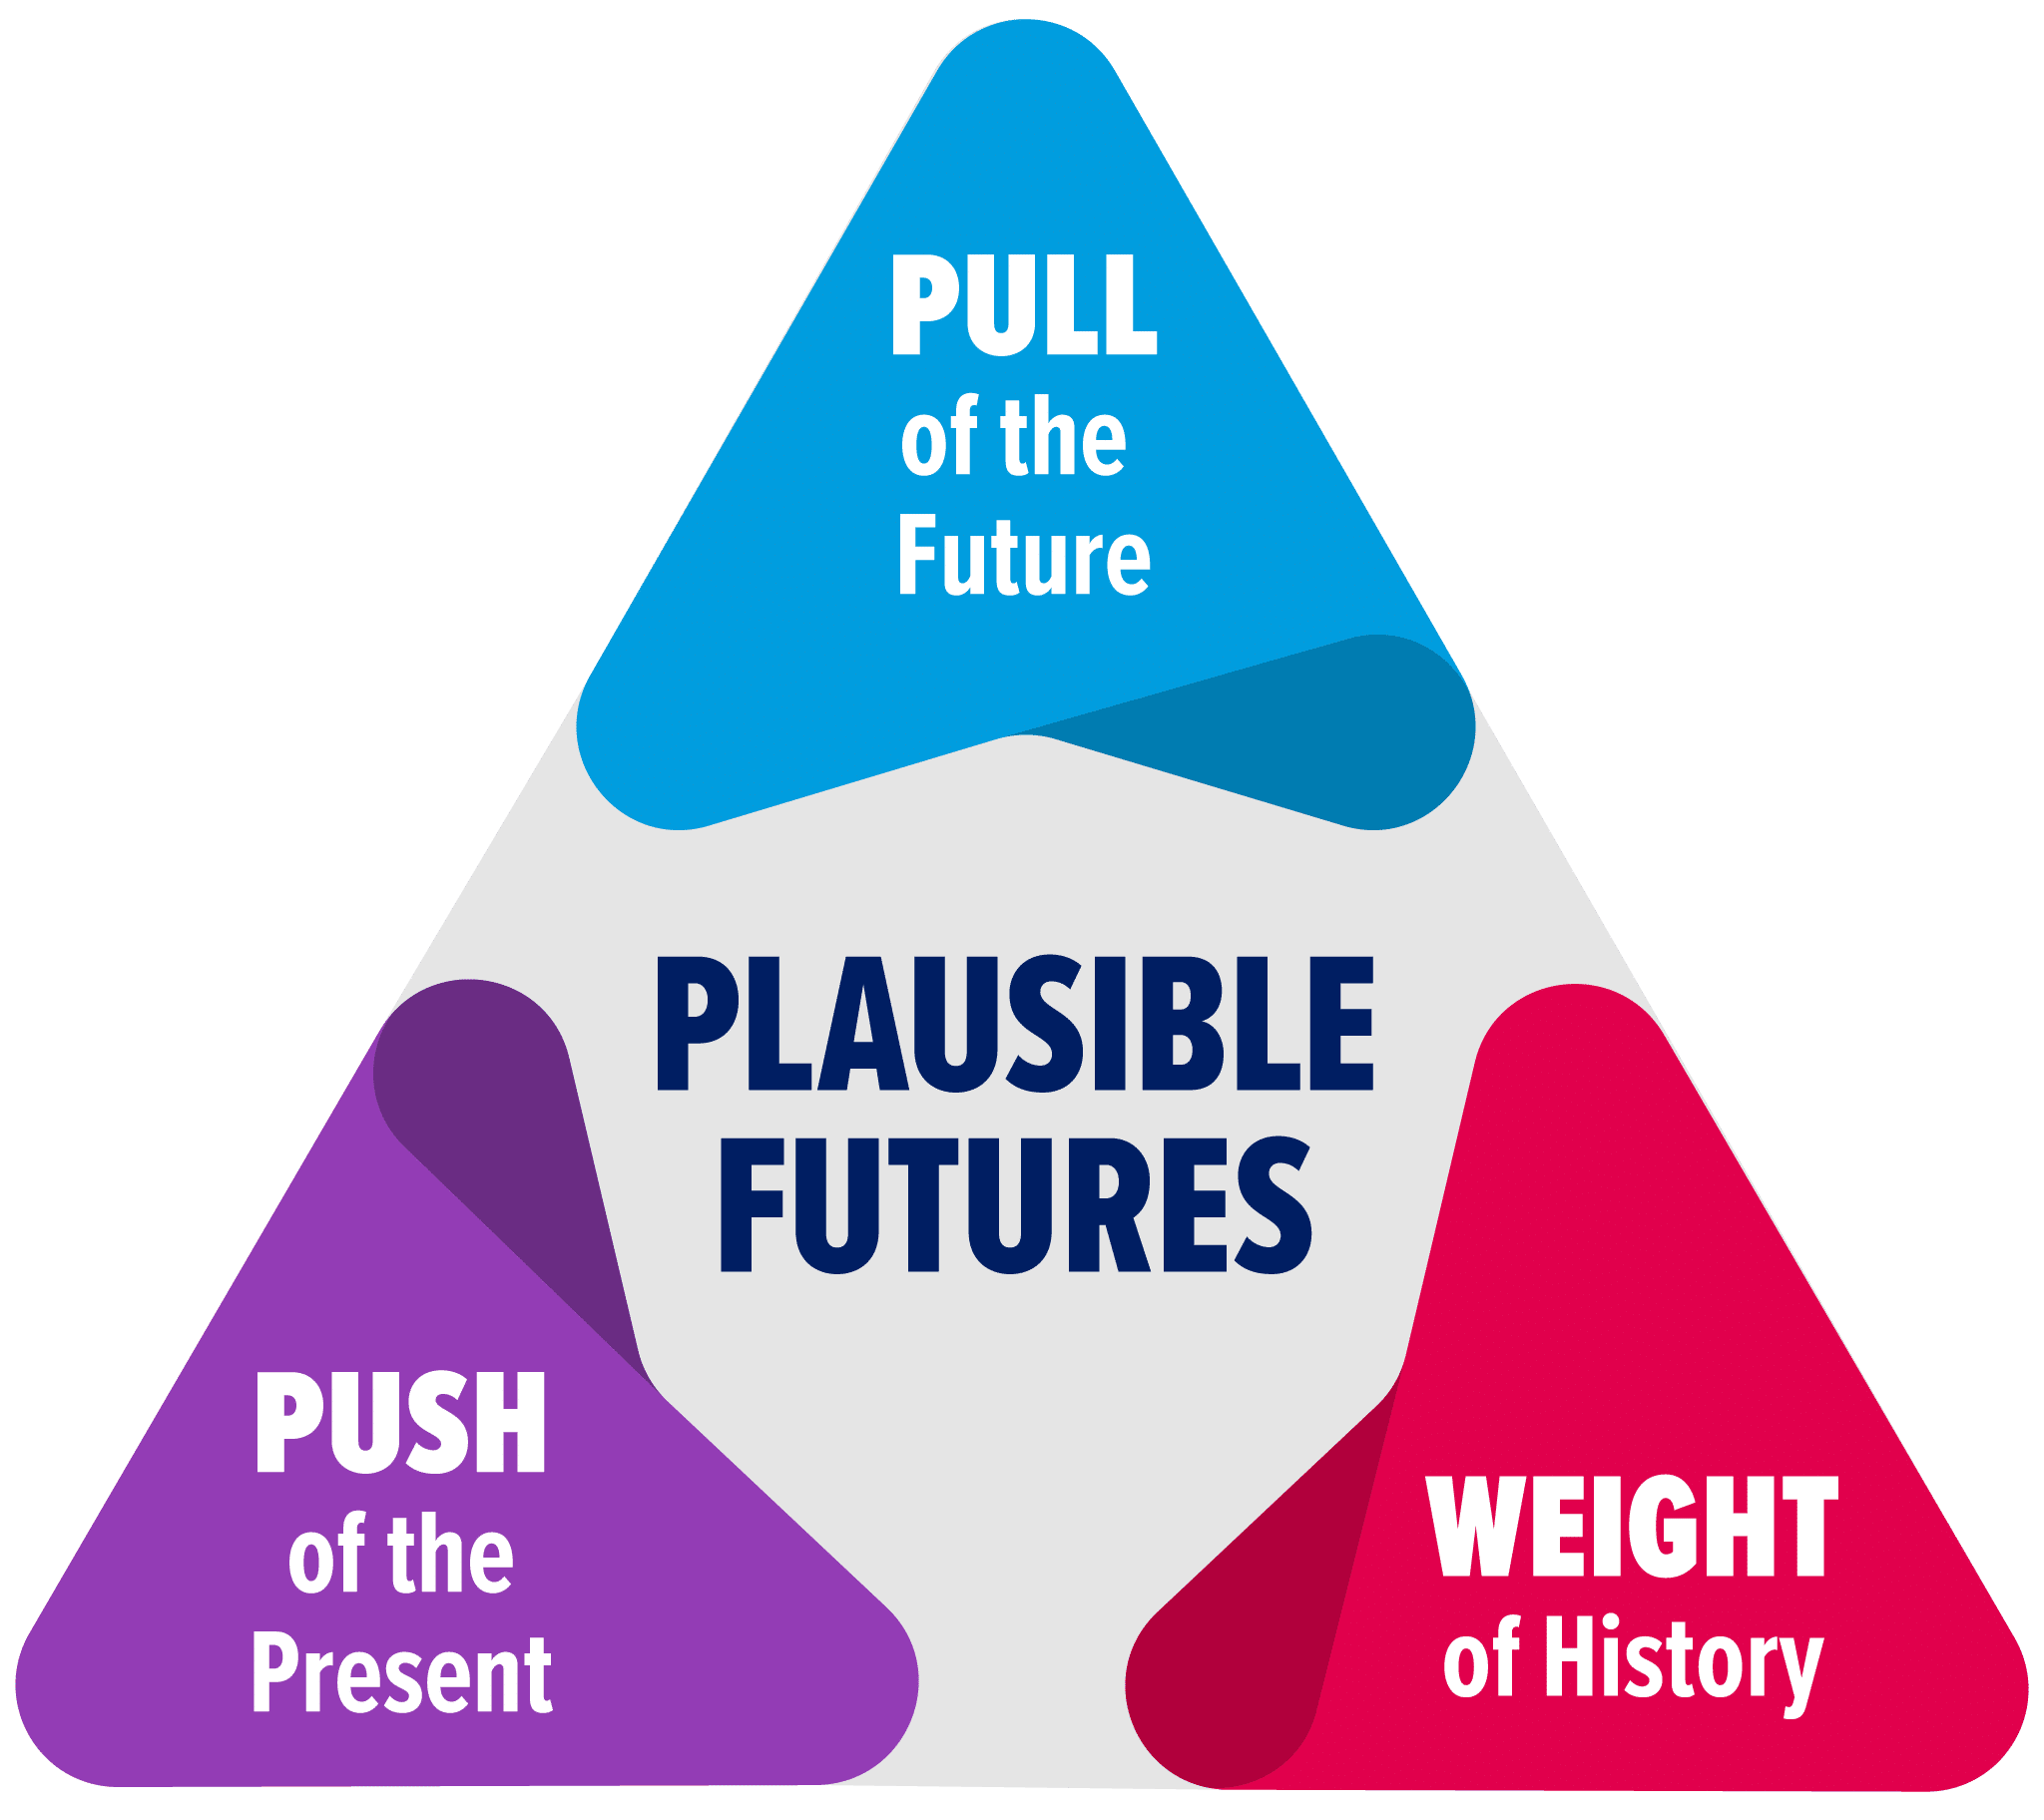 PULL
of the
Future
PLAUSIBLE
FUTURES
PUSH
of the
Present
WEIGHT
of History